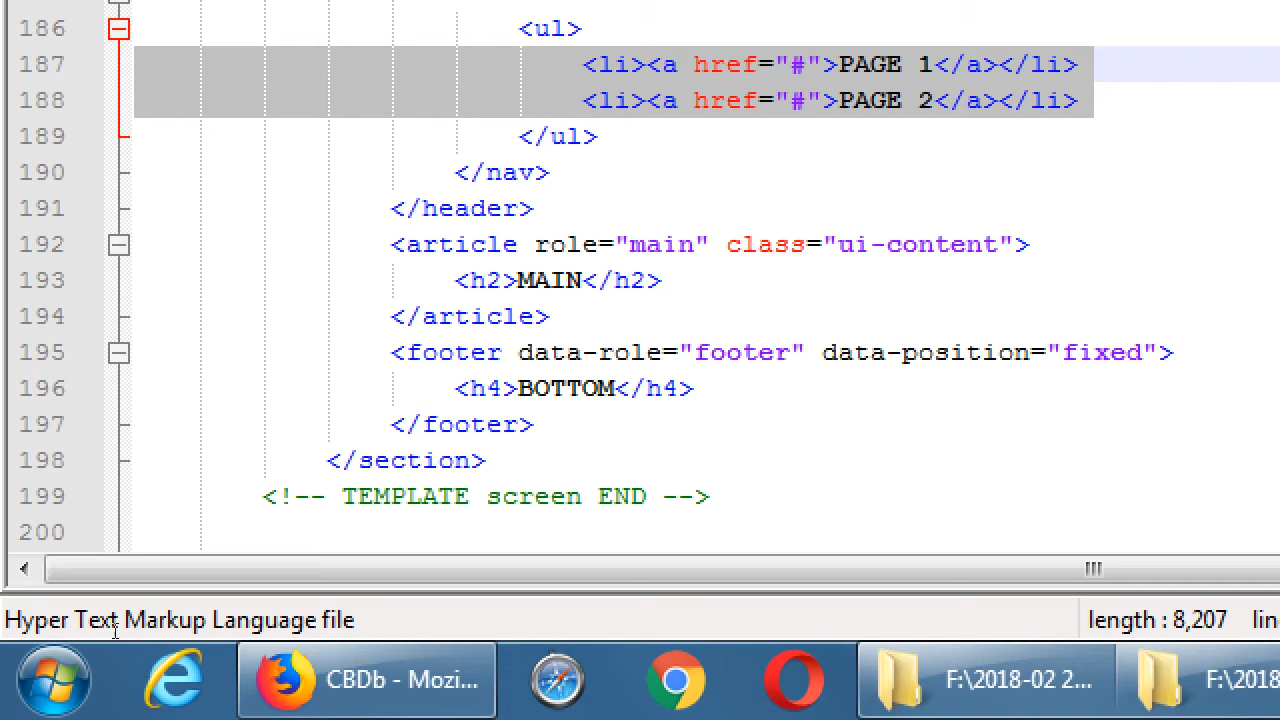 186 <ul>
187 <li><a href="#">PAGE 1</a></li>
188 <li><a href="#">PAGE 2</a></li>
189 </ul>
190 </nav>
191 </header>
192 <article role="main" class="ui-content">
193 <h2>MAIN</h2>
194 </article>
195 <footer data-role="footer" data-position="fixed">
196 <h4>BOTTOM</h4>
197 </footer>
198 </section>
199 <!-- TEMPLATE screen END -->
200
Hyper Text Markup Language file length : 8,207 lin
CBDb - Mozi... F:\2018-02 2... F:\2018